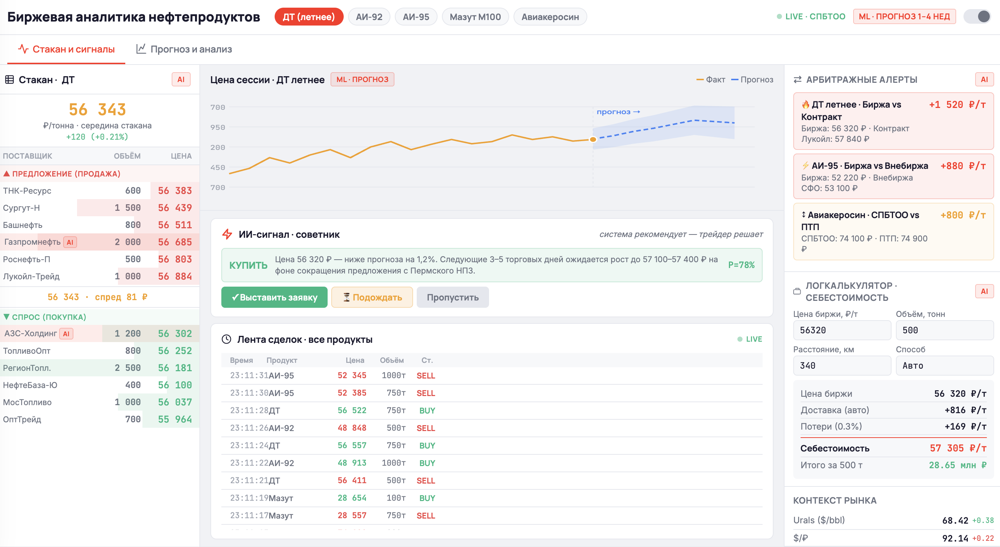 Биржевая аналитика нефтепродуктов
ДТ (летнее)
АИ-92
АИ-95
Мазут М100
Авиакеросин
LIVE · СПБТОО
ML · ПРОГНОЗ 1–4 НЕД
Стакан и сигналы
Прогноз и анализ
Стакан · ДТ
AI
56 343
₽/тонна · середина стакана
+120 (+0.21%)
ПОСТАВЩИК ОБЪЁМ ЦЕНА
▲ ПРЕДЛОЖЕНИЕ (ПРОДАЖА)
ТНК-Ресурс 600 56 383
Сургут-Н 1 500 56 439
Башнефть 800 56 511
Газпромнефть AI 2 000 56 685
Роснефть-П 500 56 803
Лукойл-Трейд 1 000 56 884
56 343 · спред 81 ₽
▼ СПРОС (ПОКУПКА)
АЗС-Холдинг AI 1 200 56 302
ТопливоОпт 800 56 252
РегионТопл. 2 500 56 181
НефтеБаза-Ю 400 56 100
МосТопливо 1 000 56 037
ОптТрейд 700 55 964
Цена сессии · ДТ летнее
ML · ПРОГНОЗ
Факт
Прогноз
700
950
200
450
700
прогноз →
ИИ-сигнал · советник
система рекомендует — трейдер решает
КУПИТЬ
Цена 56 320 ₽ — ниже прогноза на 1,2%. Следующие 3–5 торговых дней ожидается рост до 57 100–57 400 ₽ на
фоне сокращения предложения с Пермского НПЗ.
P=78%
✓Выставить заявку
⏳Подождать
Пропустить
Лента сделок · все продукты
LIVE
Время Продукт Цена Объём Ст.
23:11:31 АИ-95 52 345 1000т SELL
23:11:30 АИ-95 52 385 750т SELL
23:11:28 ДТ 56 522 750т BUY
23:11:26 АИ-92 48 848 500т SELL
23:11:24 ДТ 56 557 750т BUY
23:11:22 АИ-92 48 913 1000т BUY
23:11:21 ДТ 56 411 500т SELL
23:11:19 Мазут 28 654 100т BUY
23:11:17 Мазут 28 557 750т SELL
АРБИТРАЖНЫЕ АЛЕРТЫ
AI
🔥 ДТ летнее · Биржа vs
Контракт
+1 520 ₽/т
Биржа: 56 320 ₽ · Контракт
Лукойл: 57 840 ₽
⚡ АИ-95 · Биржа vs Внебиржа
+880 ₽/т
Биржа: 52 220 ₽ · Внебиржа
СФО: 53 100 ₽
↕ Авиакеросин · СПБТОО vs
ПТП
+800 ₽/т
СПБТОО: 74 100 ₽ · ПТП: 74 900
₽
ЛОГКАЛЬКУЛЯТОР ·
СЕБЕСТОИМОСТЬ
AI
Цена биржи, ₽/т
Объём, тонн
56320
500
Расстояние, км
Способ
340
Авто
Цена биржи 56 320 ₽/т
Доставка (авто) +816 ₽/т
Потери (0.3%) +169 ₽/т
Себестоимость 57 305 ₽/т
Итого за 500 т 28.65 млн ₽
КОНТЕКСТ РЫНКА
Urals ($/bbl) 68.42 +0.38
$/₽ 92.14 +0.22